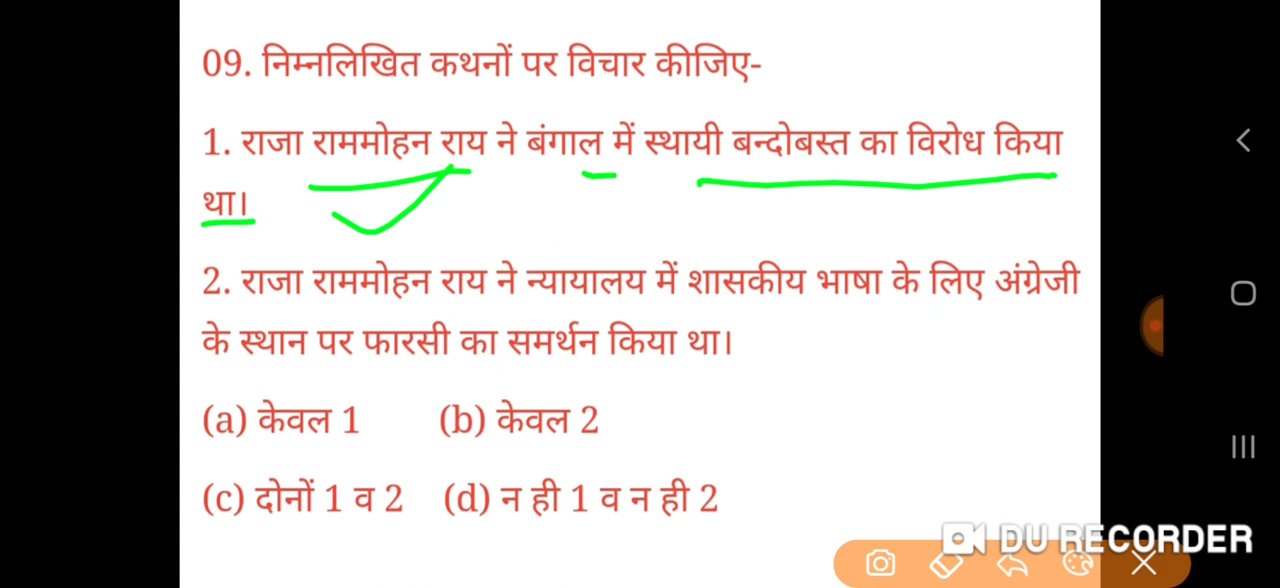 09. निम्नलिखित कथनों पर विचार कीजिए-
1. राजा राममोहन राय ने बंगाल में स्थायी बन्दोबस्त का विरोध किया
था।
2. राजा राममोहन राय ने न्यायालय में शासकीय भाषा के लिए अंग्रेजी
के स्थान पर फारसी का समर्थन किया था।
(a) केवल 1 (b) केवल 2
(c) दोनों 1 व 2 (d) न ही 1 व न ही 2
DU RECORDER